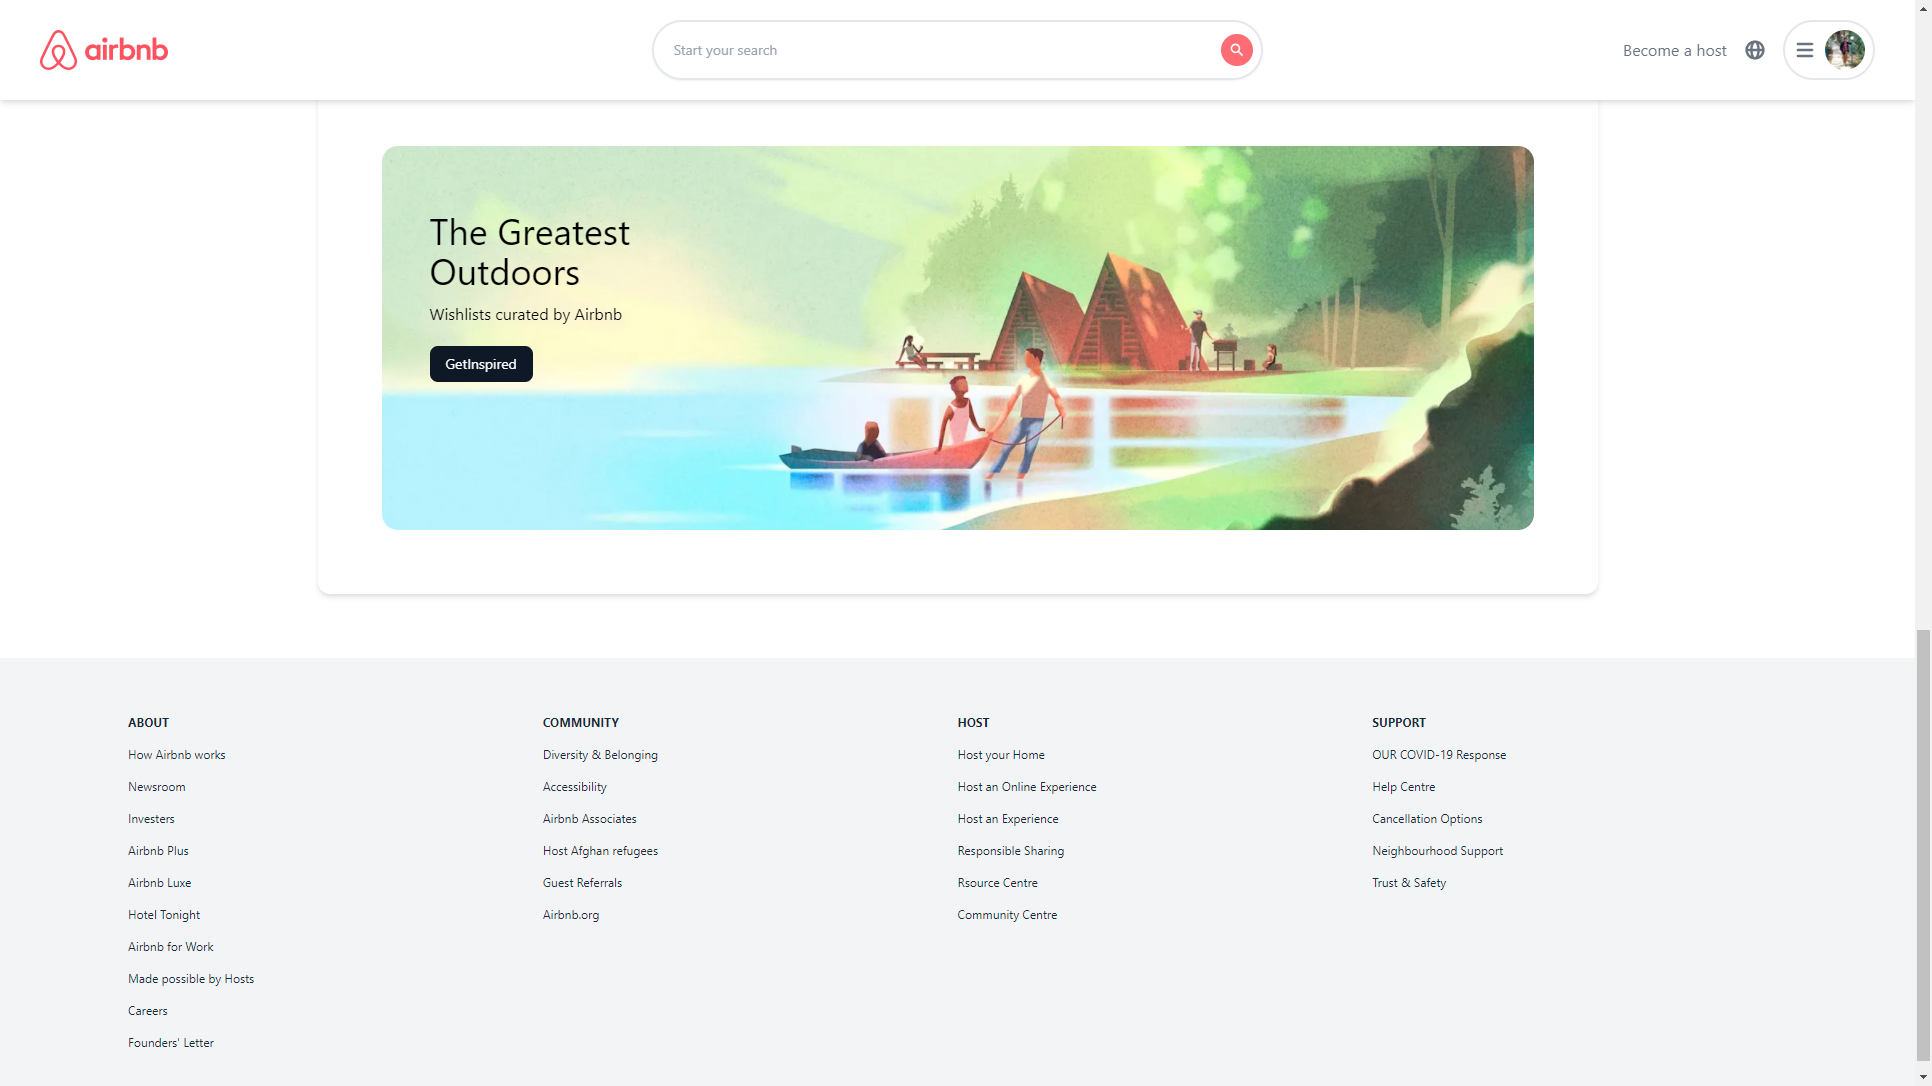 airbnb
Start your search
Become a host
The Greatest
Outdoors
Wishlists curated by Airbnb
GetInspired
ABOUT
How Airbnb works
Newsroom
Investers
Airbnb Plus
Airbnb Luxe
Hotel Tonight
Airbnb for Work
Made possible by Hosts
Careers
Founders' Letter
COMMUNITY
Diversity & Belonging
Accessibility
Airbnb Associates
Host Afghan refugees
Guest Referrals
Airbnb.org
HOST
Host your Home
Host an Online Experience
Host an Experience
Responsible Sharing
Rsource Centre
Community Centre
SUPPORT
OUR COVID-19 Response
Help Centre
Cancellation Options
Neighbourhood Support
Trust & Safety